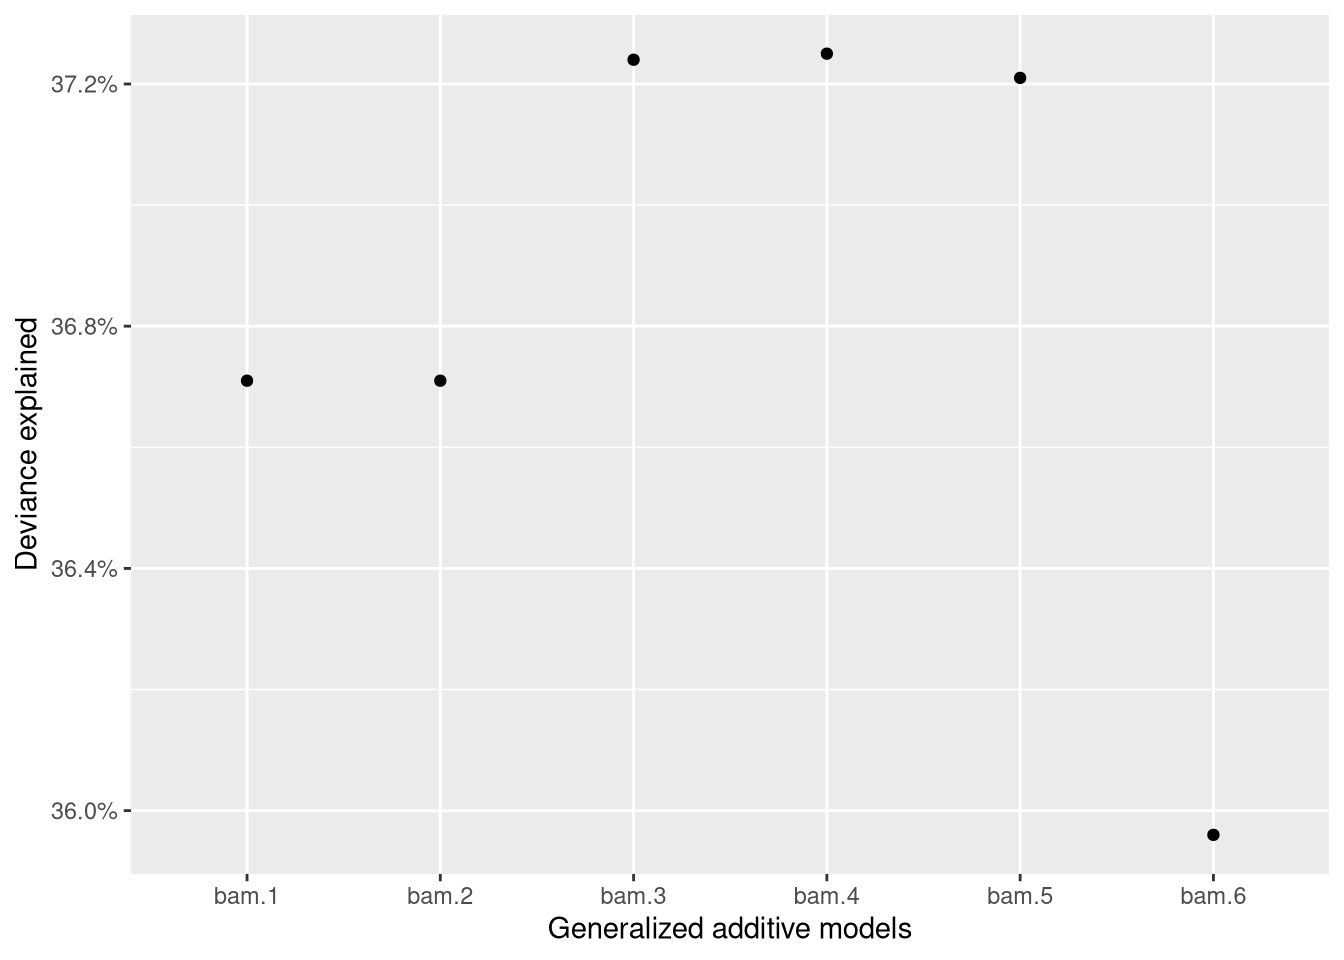 37.2%
36.8%
36.4%
36.0%
Deviance explained
bam.1 bam.2 bam.3 bam.4 bam.5 bam.6
Generalized additive models